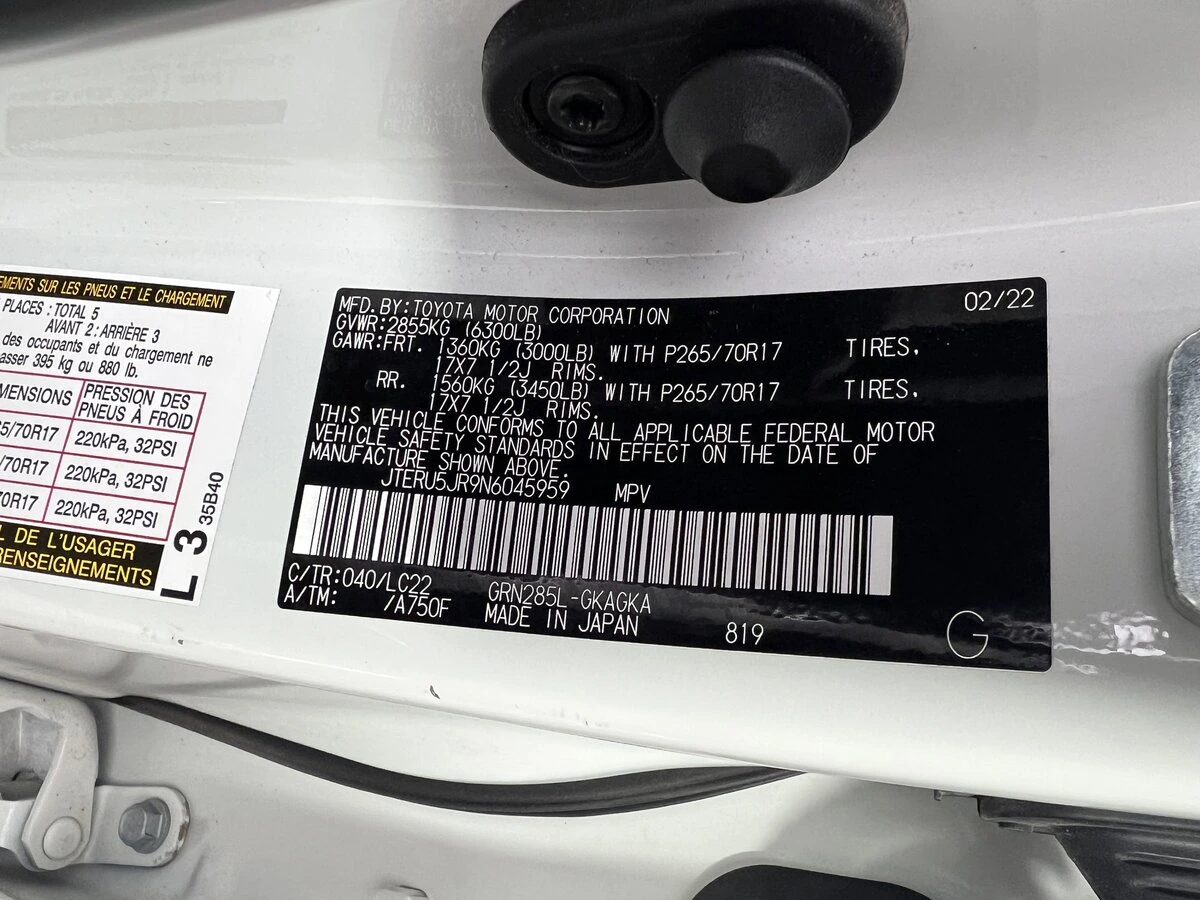 EMENTS SUR LES PNEUS ET LE CHARGEMENT
PLACES : TOTAL 5
AVANT 2 : ARRIÈRE 3
des occupants et du chargement ne
asser 395 kg ou 880 lb.
MENSIONS PRESSION DES PNEUS À FROID
5/70R17 220kPa, 32PSI
/70R17 220kPa, 32PSI
70R17 220kPa, 32PSI
L DE L'USAGER
RENSEIGNEMENTS
L 3 35B40
MFD.BY:TOYOTA MOTOR CORPORATION 02/22
GVWR:2855KG (6300LB)
GAWR:FRT. 1360KG (3000LB) WITH P265/70R17 TIRES,
17X7 1/2J RIMS.
RR. 1560KG (3450LB) WITH P265/70R17 TIRES,
17X7 1/2J RIMS.
THIS VEHICLE CONFORMS TO ALL APPLICABLE FEDERAL MOTOR
VEHICLE SAFETY STANDARDS IN EFFECT ON THE DATE OF
MANUFACTURE SHOWN ABOVE.
JTERU5JR9N6045959 MPV
C/TR:040/LC22 GRN285L-GKAGKA
A/TM: /A750F MADE IN JAPAN 819 G